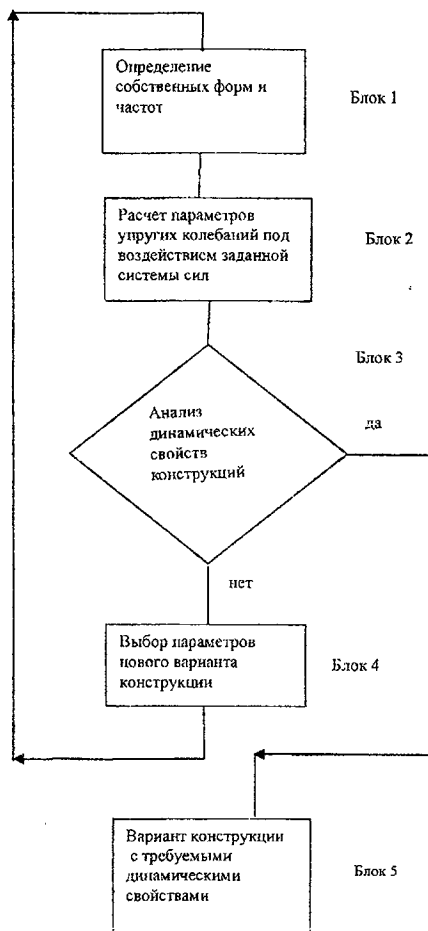 Определение
собственных форм и
частот
Блок 1
Расчет параметров
упругих колебаний под
воздействием заданной
системы сил
Блок 2
Блок 3
Анализ
динамических
свойств
конструкций
да
нет
Выбор параметров
нового варианта
конструкции
Блок 4
Вариант конструкции
с требуемыми
динамическими
свойствами
Блок 5